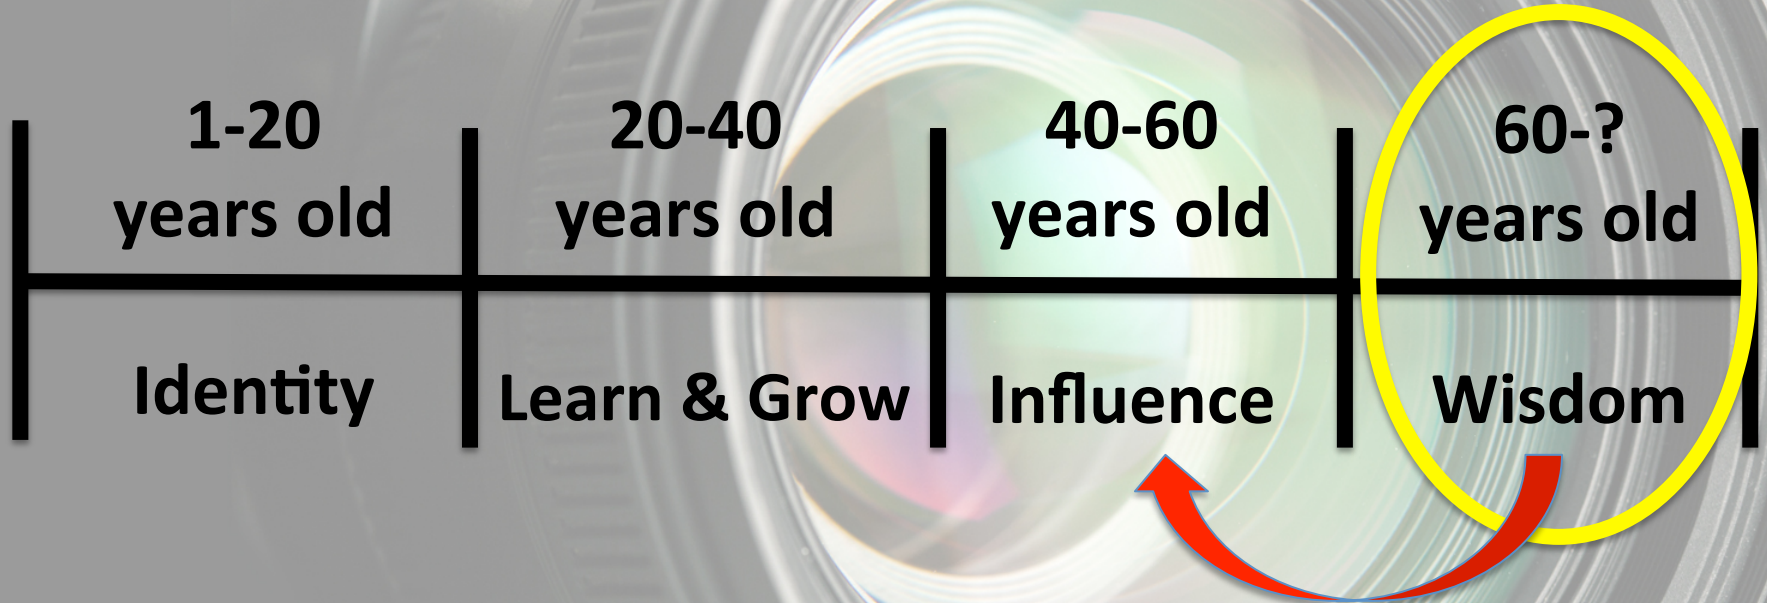 1-20
years old
20-40
years old
40-60
years old
60-?
years old
Identity
Learn & Grow
Influence
Wisdom